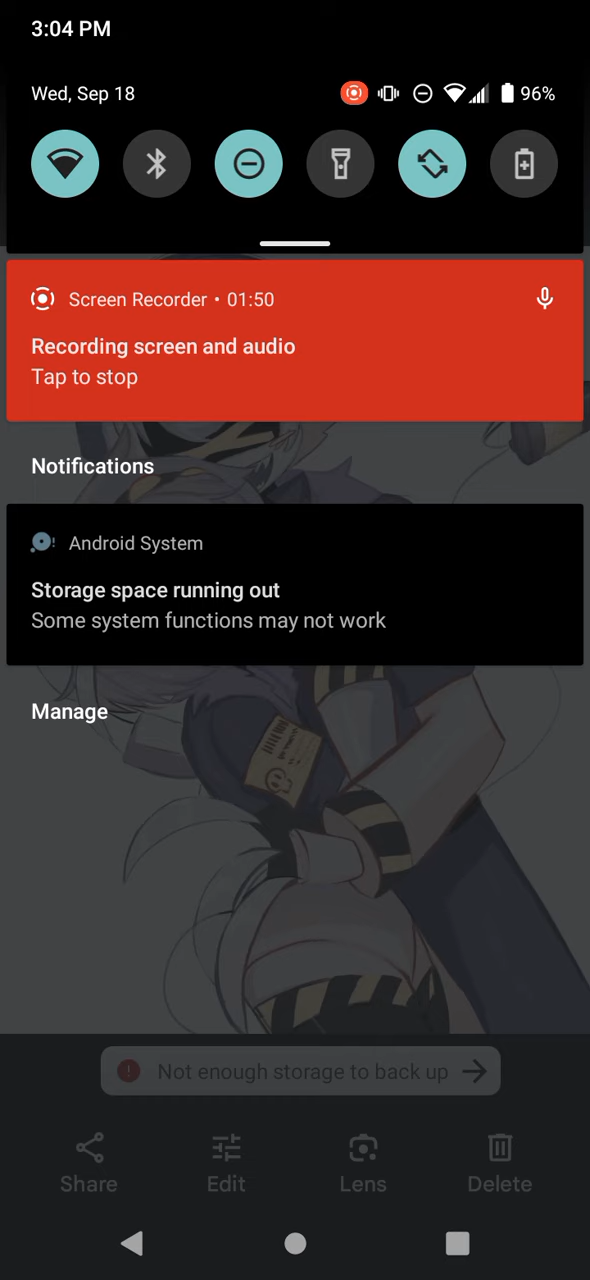 3:04 PM
Wed, Sep 18
96%
Screen Recorder • 01:50
Recording screen and audio
Tap to stop
Notifications
Android System
Storage space running out
Some system functions may not work
Manage
Not enough storage to back up
Share Edit Lens Delete